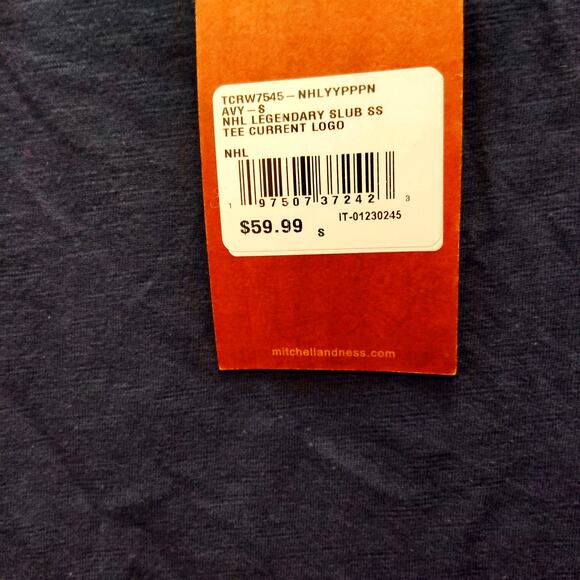 TCRW7545-NHLYYPPPN
AVY-S
NHL LEGENDARY SLUB SS
TEE CURRENT LOGO
NHL
1 97507 37242 3
$59.99 S IT-01230245
mitchellandness.com